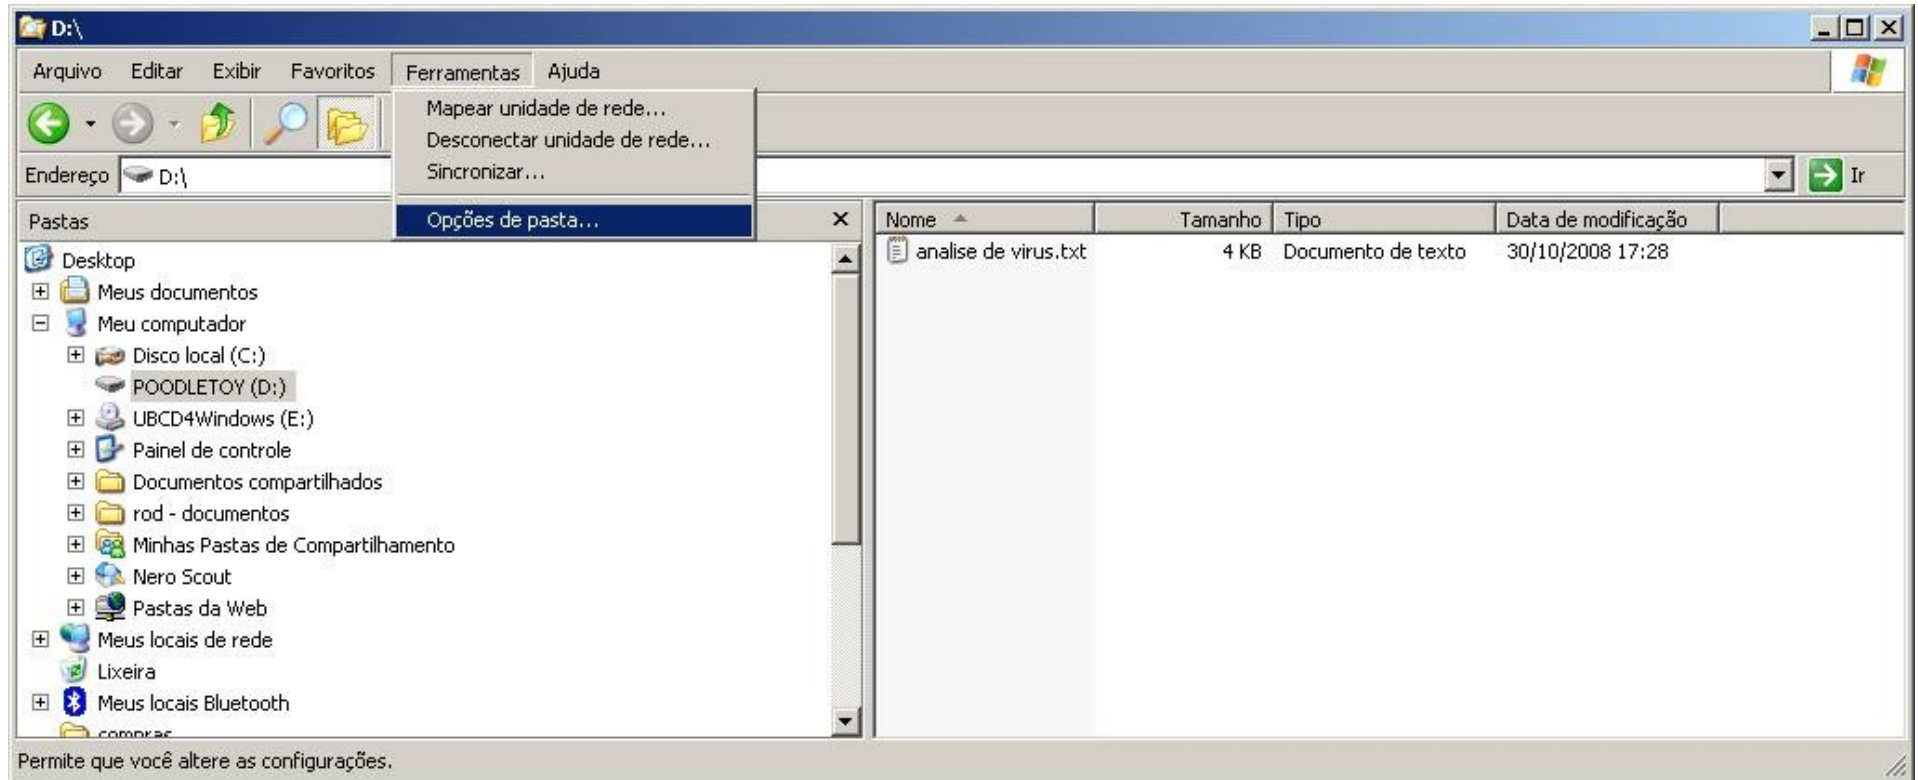 D:\
Arquivo Editar Exibir Favoritos Ferramentas Ajuda
Mapear unidade de rede...
Desconectar unidade de rede...
Sincronizar...
Opções de pasta...
Endereço D:\ Ir
Pastas
Nome Tamanho Tipo Data de modificação
analise de virus.txt 4 KB Documento de texto 30/10/2008 17:28
Desktop
Meus documentos
Meu computador
Disco local (C:)
POODLETOY (D:)
UBCD4Windows (E:)
Painel de controle
Documentos compartilhados
rod - documentos
Minhas Pastas de Compartilhamento
Nero Scout
Pastas da Web
Meus locais de rede
Lixeira
Meus locais Bluetooth
compras
Permite que você altere as configurações.